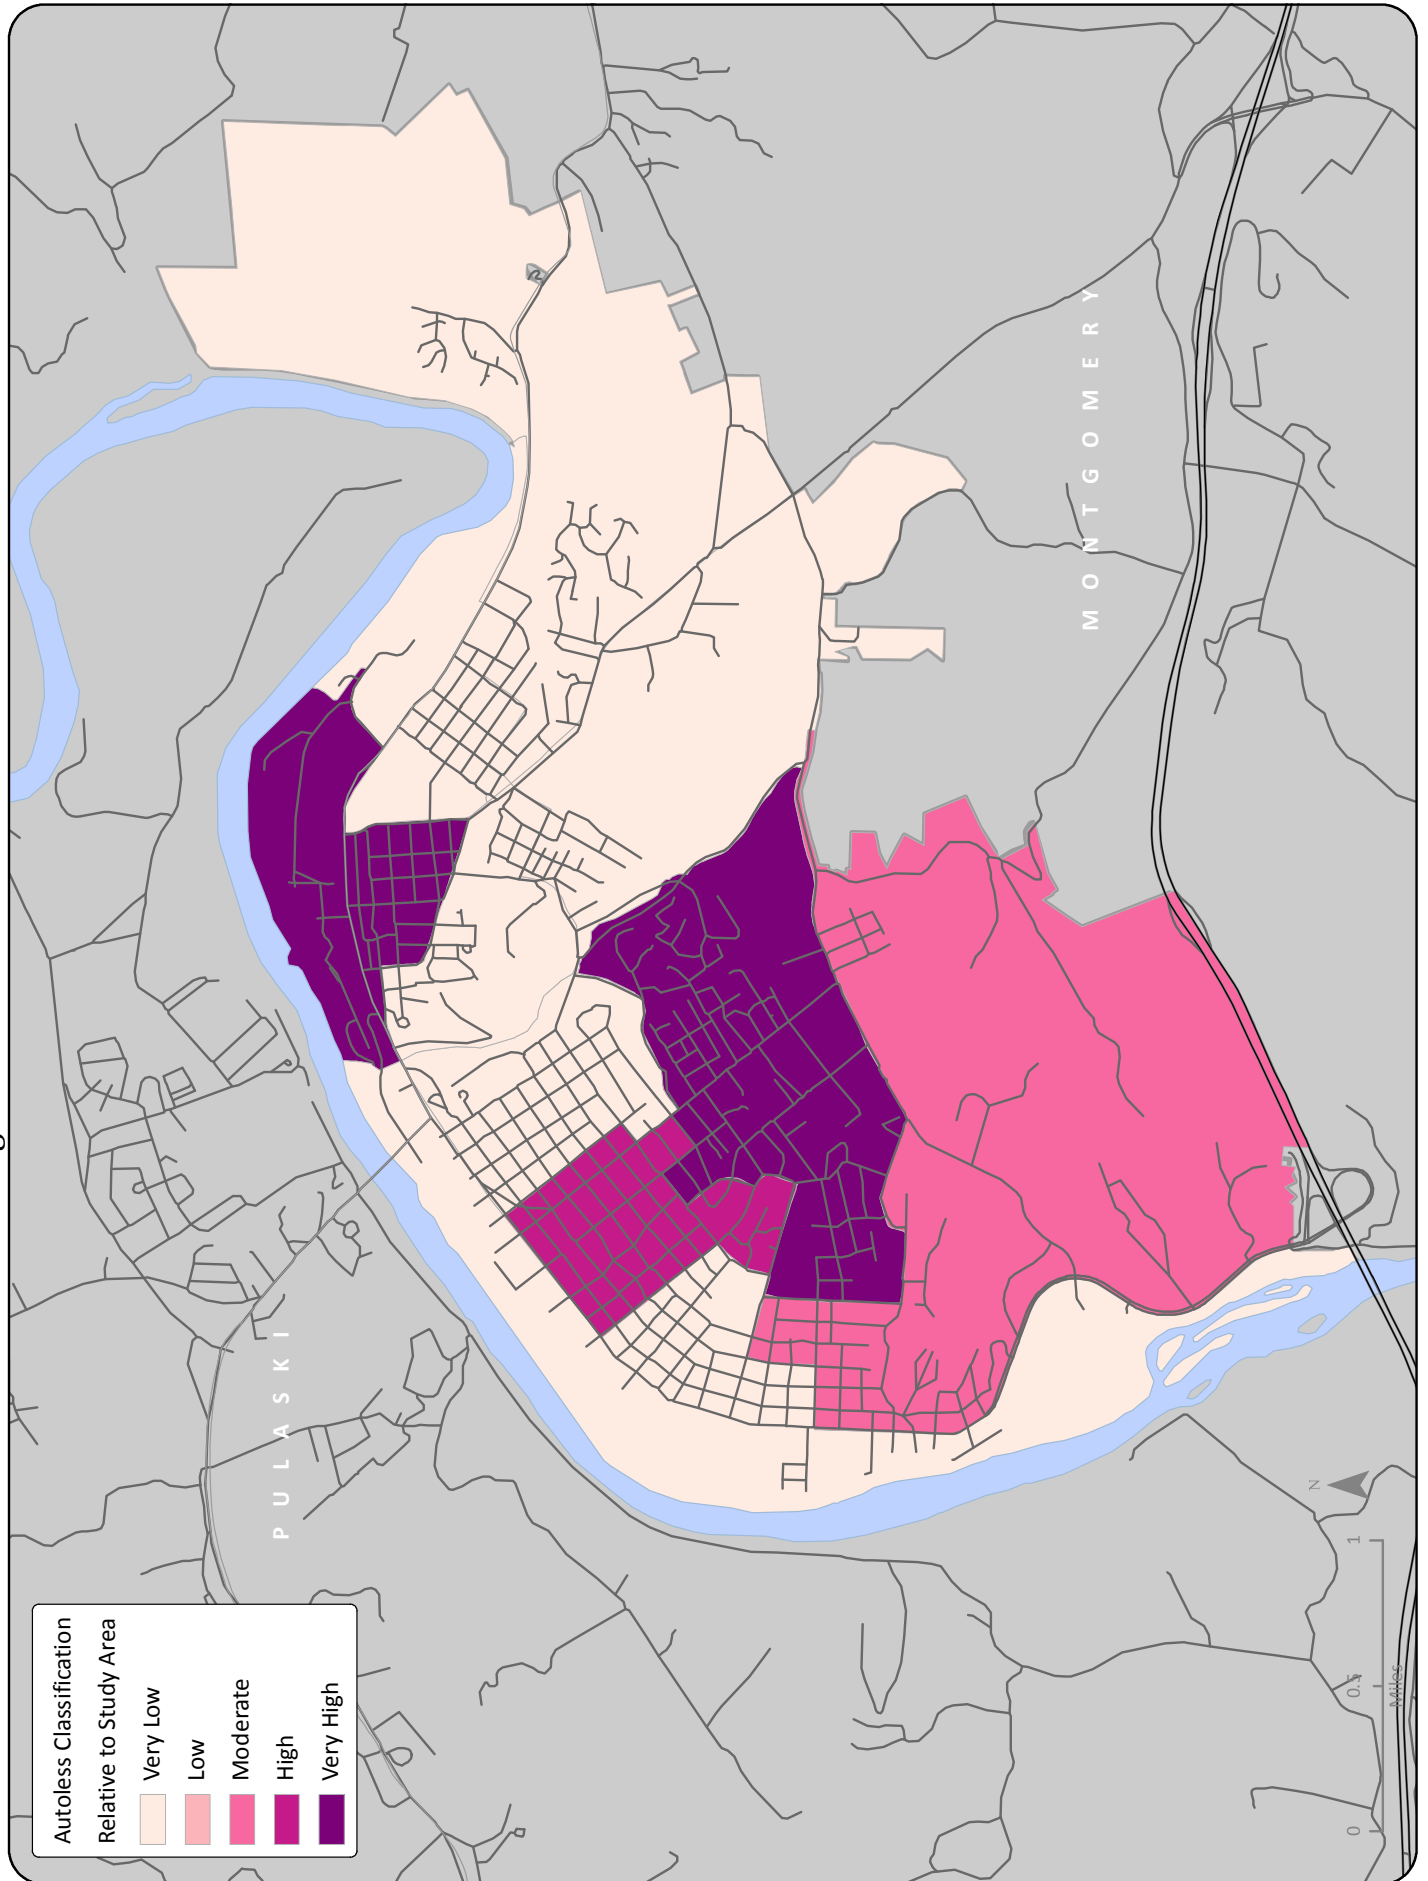 Autoless Classification
Relative to Study Area
Very Low
Low
Moderate
High
Very High
PULASKI
MONTGOMERY
N
0 0.5 1
Miles